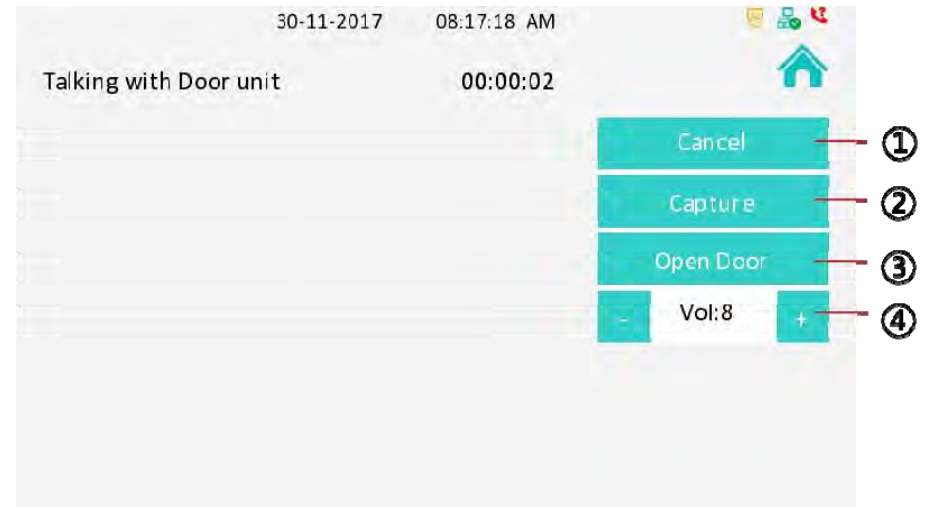 30-11-2017 08:17:18 AM
Talking with Door unit 00:00:02
Cancel ①
Capture ②
Open Door ③
- Vol:8 + ④